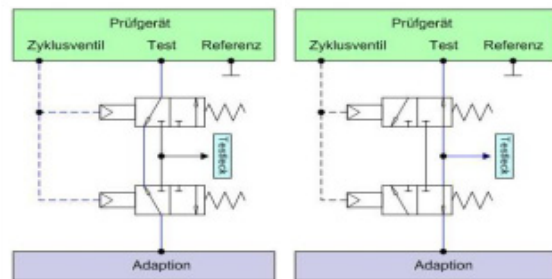 Prüfgerät
Zyklusventil Test Referenz
Testleck
Adaption
Prüfgerät
Zyklusventil Test Referenz
Testleck
Adaption